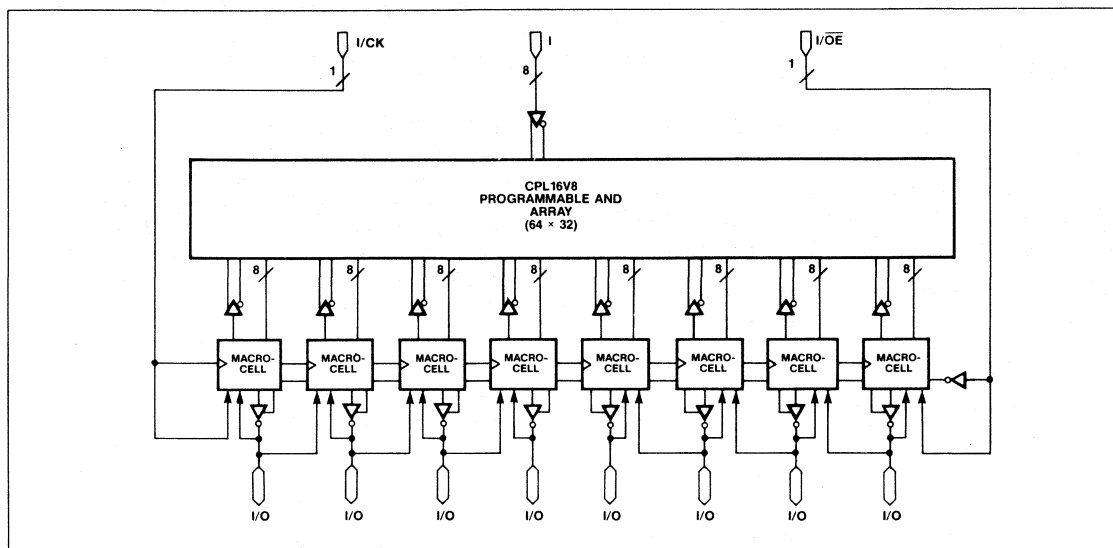 I/CK
I
I/OE
1
8
1
CPL16V8
PROGRAMMABLE AND
ARRAY
(64 × 32)
8
8
8
8
8
8
8
8
MACRO-
CELL
MACRO-
CELL
MACRO-
CELL
MACRO-
CELL
MACRO-
CELL
MACRO-
CELL
MACRO-
CELL
MACRO-
CELL
I/O
I/O
I/O
I/O
I/O
I/O
I/O
I/O